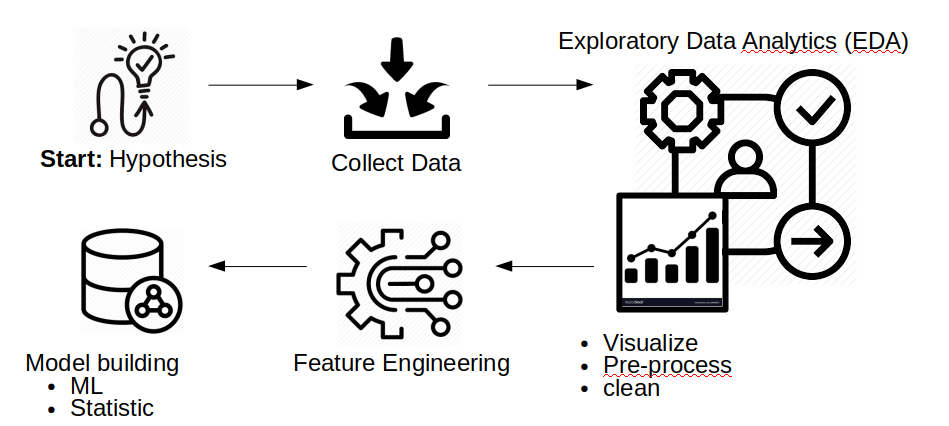 Exploratory Data Analytics (EDA)
Start: Hypothesis
Collect Data
Model building
• ML
• Statistic
Feature Engineering
• Visualize
• Pre-process
• clean